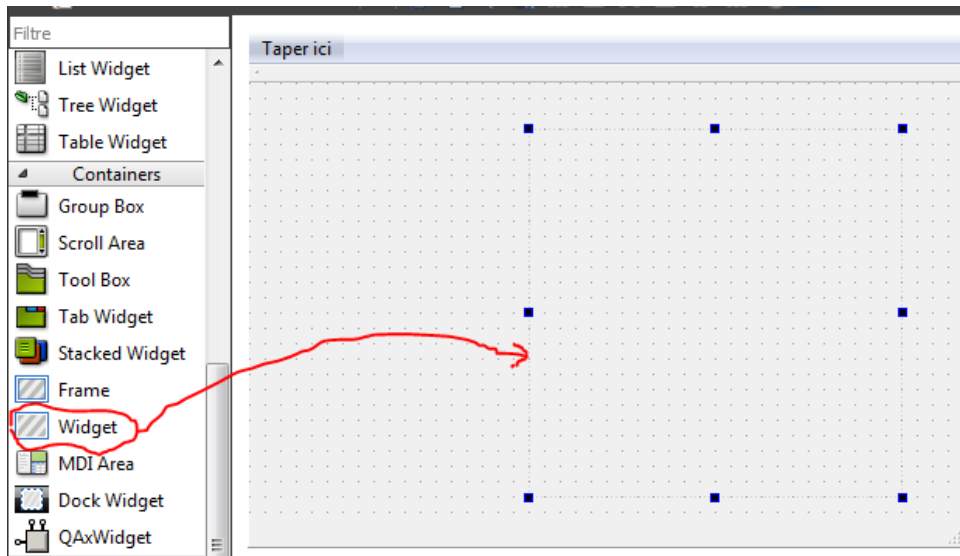 Filtre
Taper ici
List Widget
Tree Widget
Table Widget
Containers
Group Box
Scroll Area
Tool Box
Tab Widget
Stacked Widget
Frame
Widget
MDI Area
Dock Widget
QAxWidget